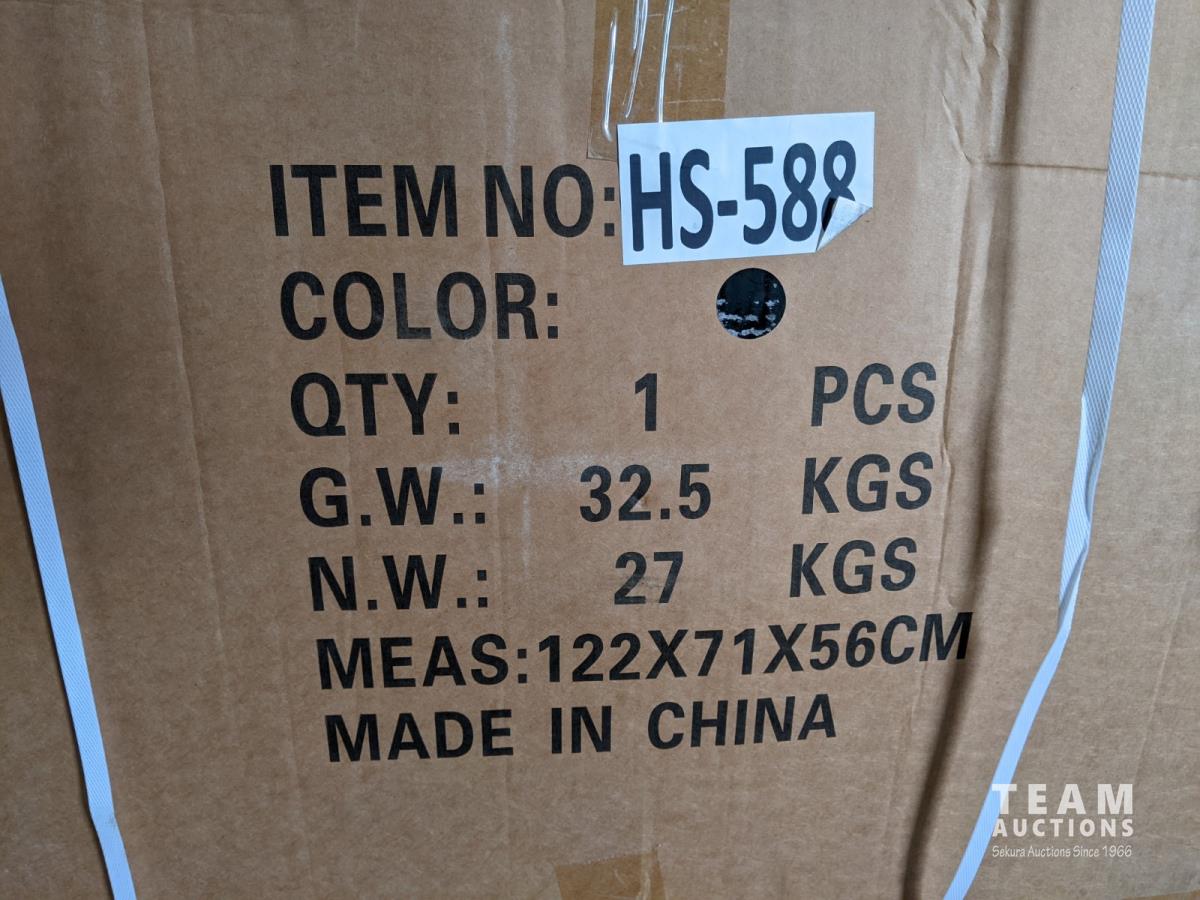 ITEM NO: HS-588
COLOR:
QTY: 1 PCS
G.W.: 32.5 KGS
N.W.: 27 KGS
MEAS:122X71X56CM
MADE IN CHINA
TEAM
AUCTIONS
Sekura Auctions Since 1966